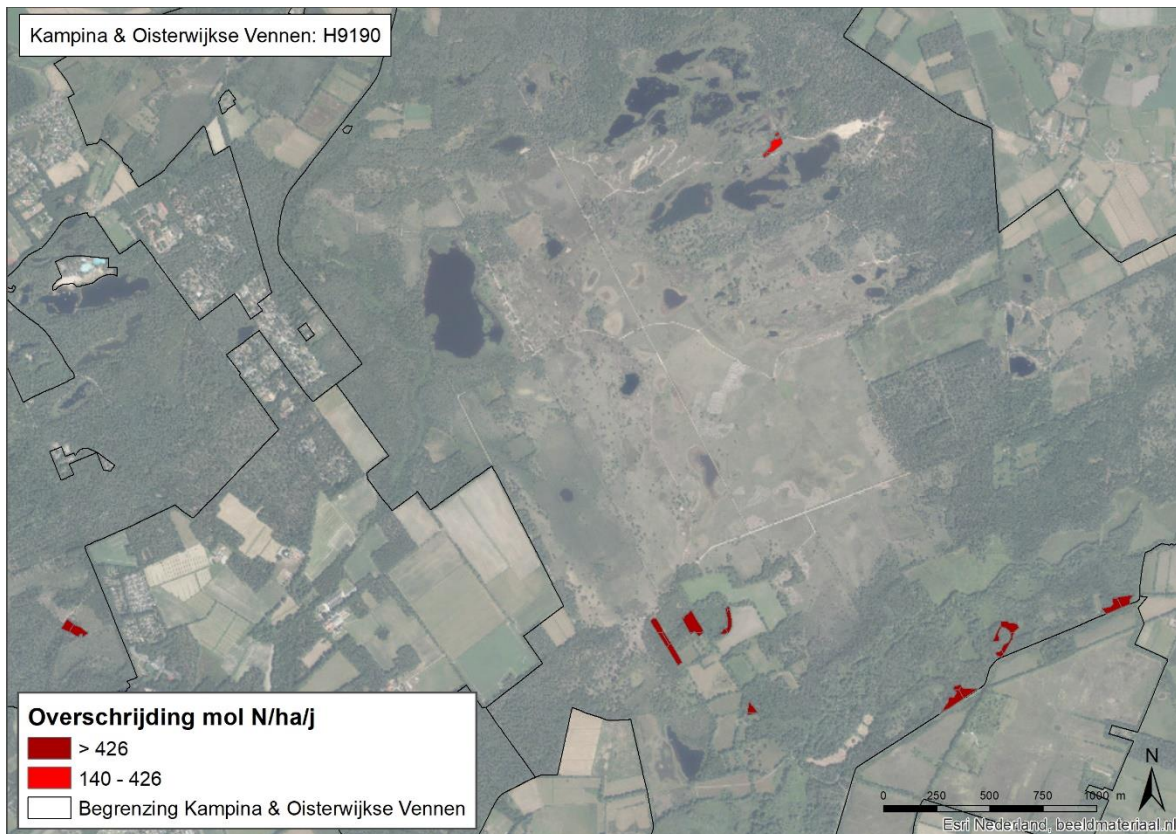 Kampina & Oisterwijkse Vennen: H9190
Overschrijding mol N/ha/j
> 426
140 - 426
Begrenzing Kampina & Oisterwijkse Vennen
N
0 250 500 750 1000 m
Esri Nederland, beeldmateriaal.nl